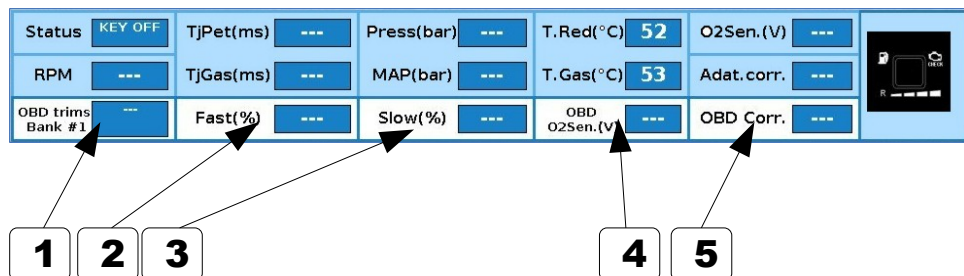 Status KEY OFF TjPet(ms) --- Press(bar) --- T.Red(°C) 52 O2Sen.(V) ---
RPM --- TjGas(ms) --- MAP(bar) --- T.Gas(°C) 53 Adat.corr. ---
CHECK
R
OBD trims
Bank #1 --- Fast(%) --- Slow(%) --- OBD
O2Sen.(V) --- OBD Corr. ---
1 2 3 4 5